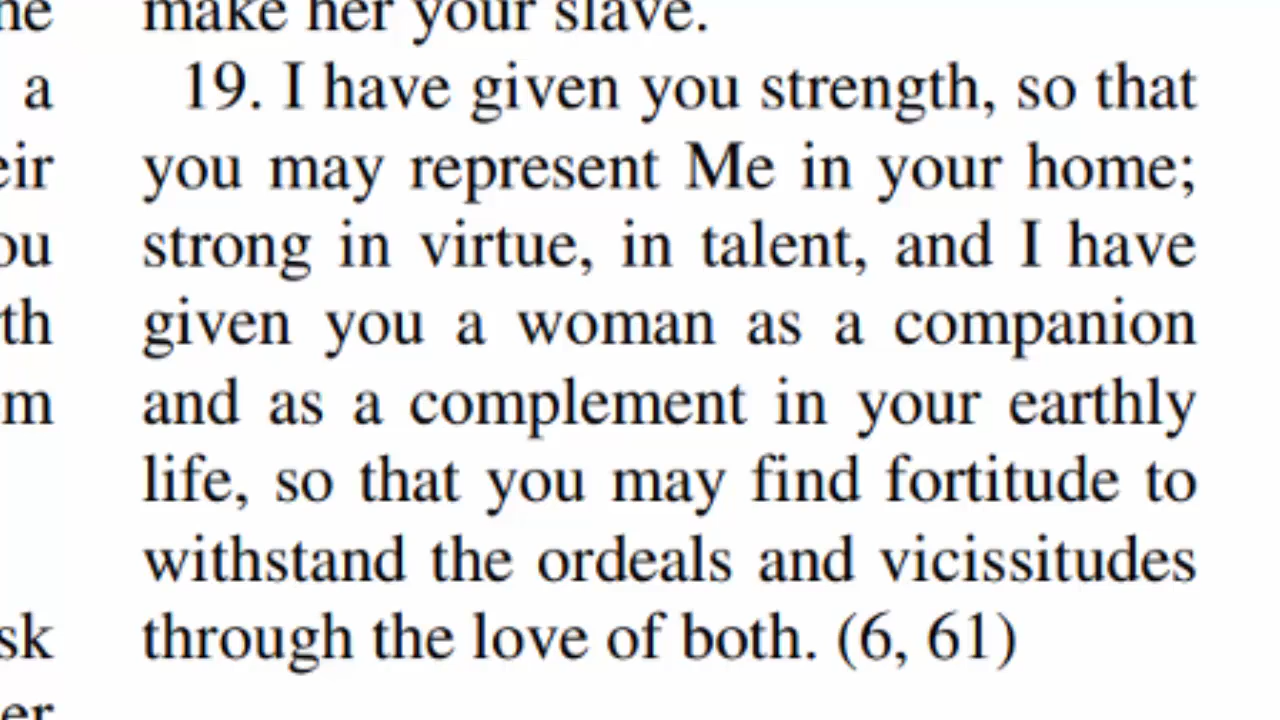 make her your slave.
19. I have given you strength, so that
you may represent Me in your home;
strong in virtue, in talent, and I have
given you a woman as a companion
and as a complement in your earthly
life, so that you may find fortitude to
withstand the ordeals and vicissitudes
through the love of both. (6, 61)